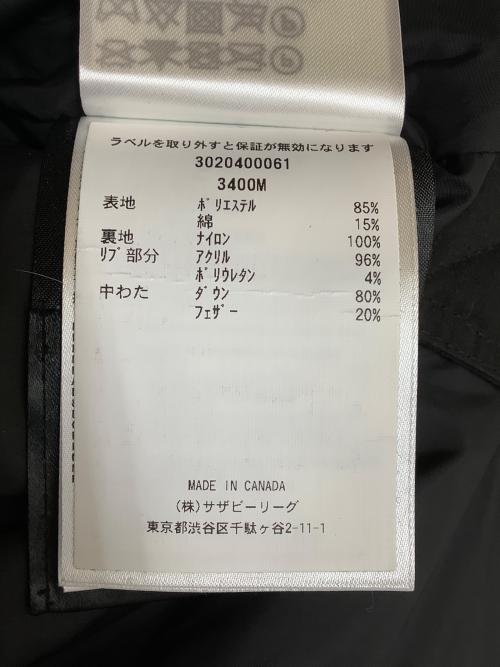 ラベルを取り外すと保証が無効になります
3020400061
3400M
表地 ﾎﾟﾘｴｽﾃﾙ 85%
綿 15%
裏地 ﾅｲﾛﾝ 100%
ﾘﾌﾞ部分 ｱｸﾘﾙ 96%
ﾎﾟﾘｳﾚﾀﾝ 4%
中わた ﾀﾞｳﾝ 80%
ﾌｪｻﾞｰ 20%
MADE IN CANADA
(株)サザビーリーグ
東京都渋谷区千駄ヶ谷2-11-1